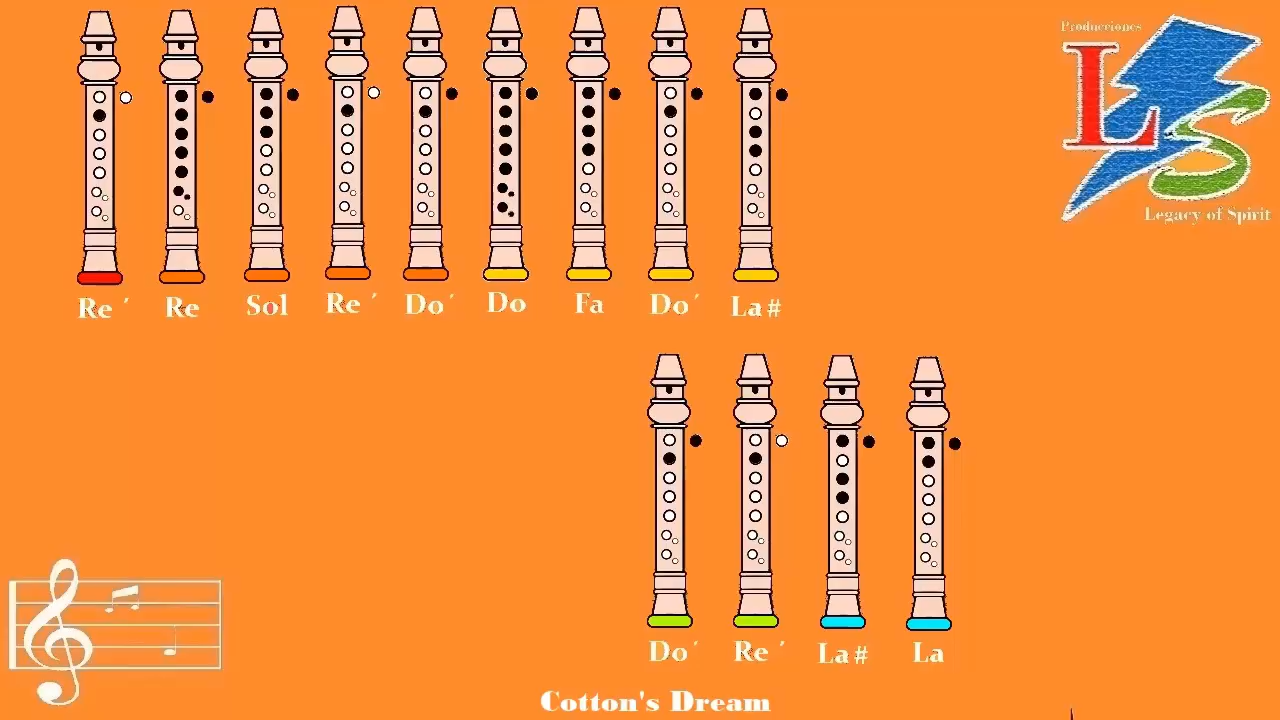 Producciones
LS
Legacy of Spirit
Re ´ Re Sol Re ´ Do´ Do Fa Do´ La#
Do´ Re ´ La# La
Cotton's Dream